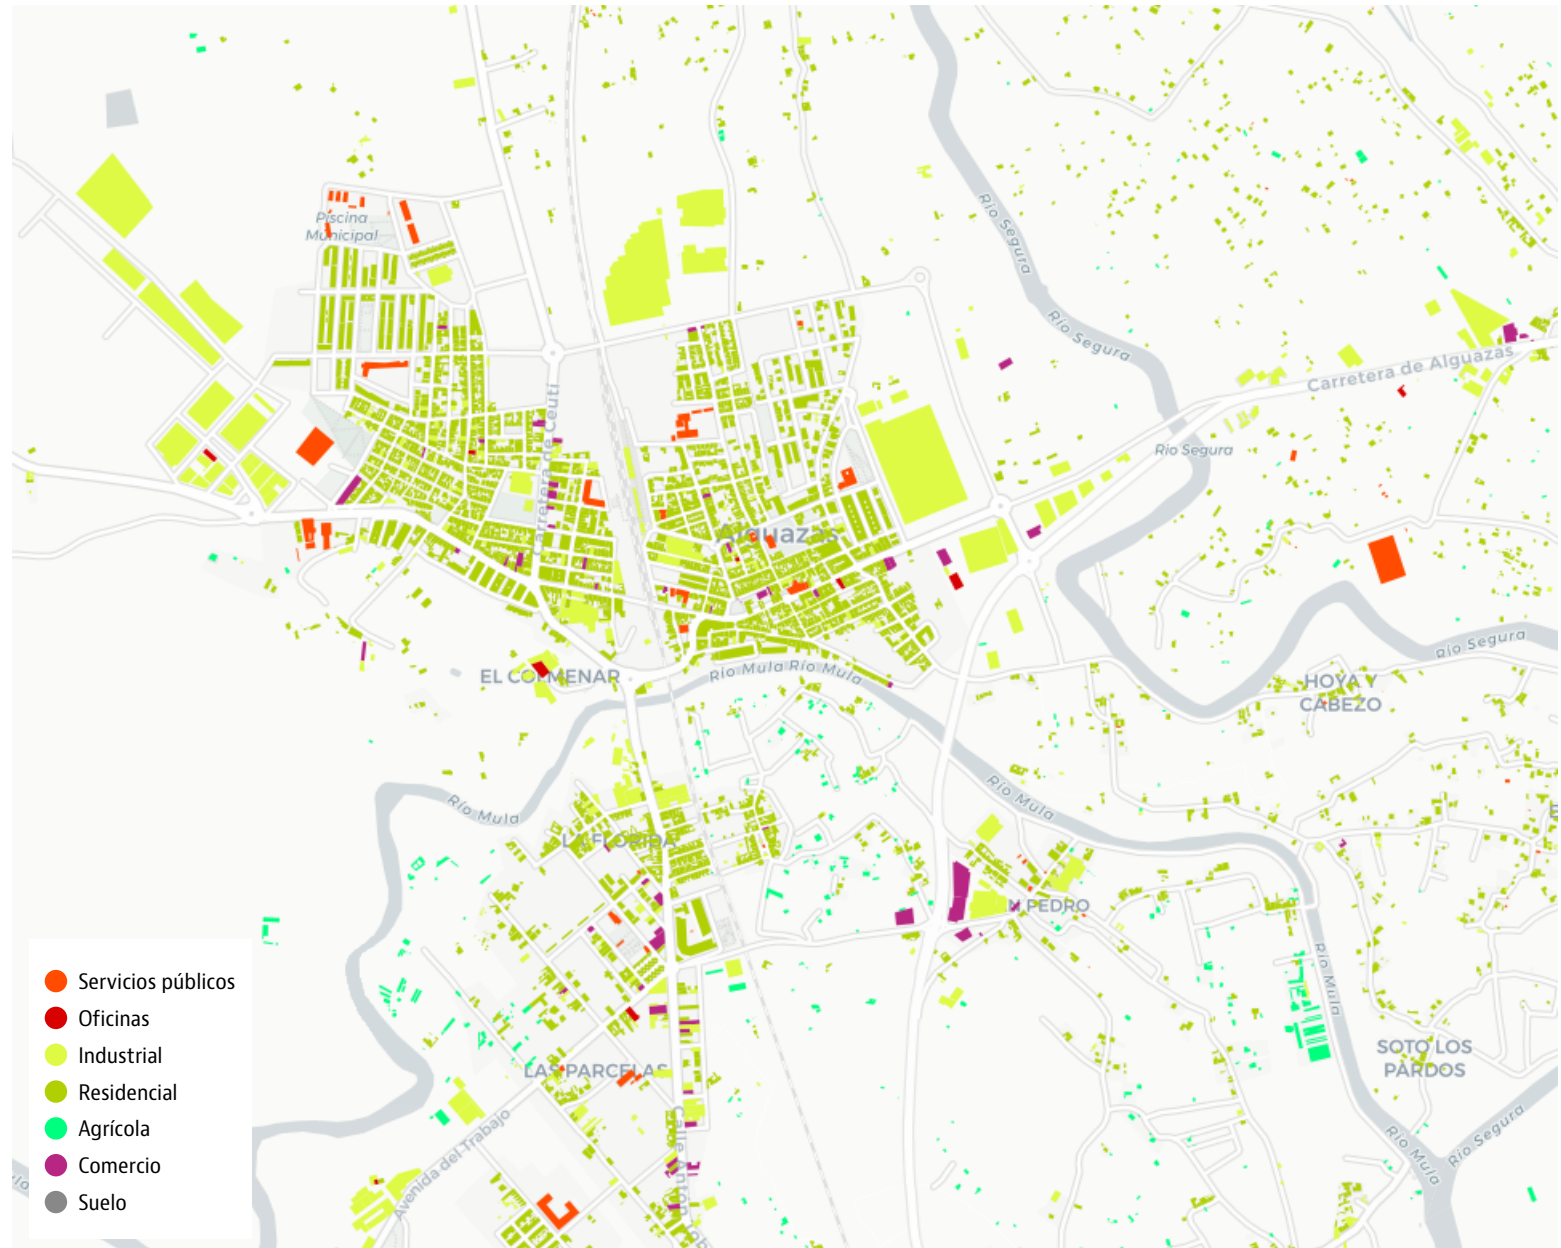 Piscina
Municipal
Río Segura
Río Segura
Carretera de Alguazas
Carretera de Ceutí
Río Segura
Alguazas
Río Segura
EL COLMENAR
Río Mula Río Mula
HOYA Y
CABEZO
Río Mula
Río Mula
LA FLORIDA
N PEDRO
Río Mula
SOTO LOS
PARDOS
LAS PARCELAS
Avenida del Trabajo
Río Mula
Río Segura
Servicios públicos
Oficinas
Industrial
Residencial
Agrícola
Comercio
Suelo